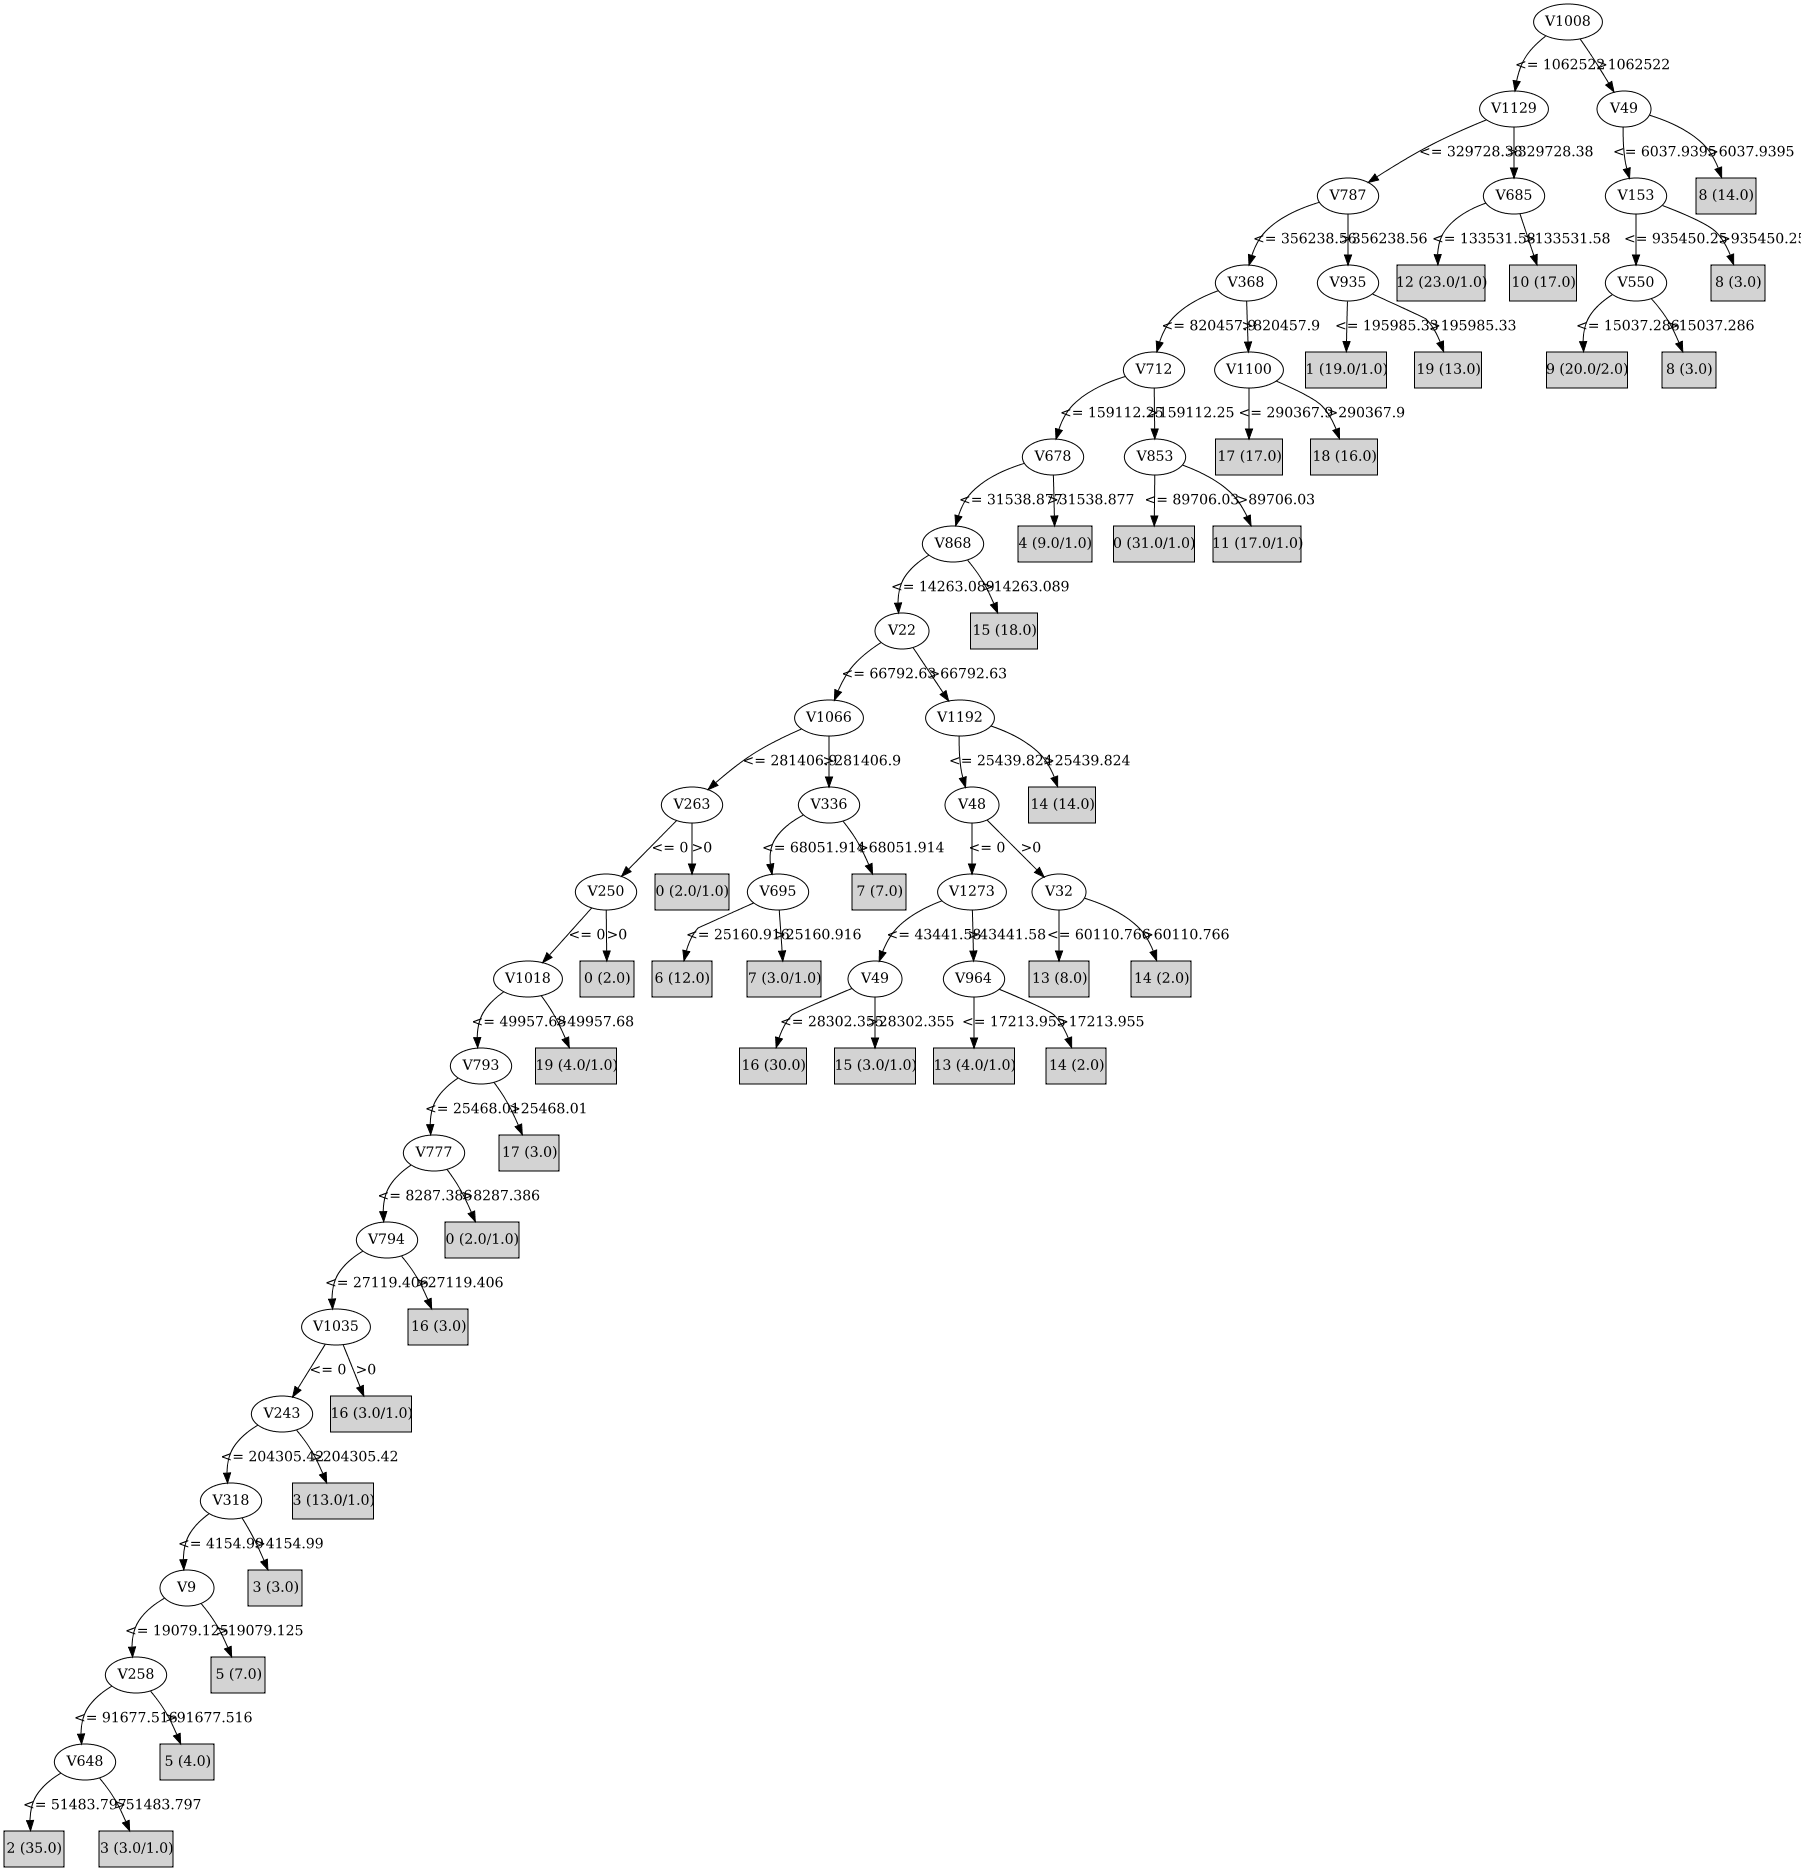 V1008
<= 1062522 >1062522
V1129 V49
<= 329728.38 >329728.38 <= 6037.9395 >6037.9395
V787 V685 V153 8 (14.0)
<= 356238.56 >356238.56 <= 133531.58 >133531.58 <= 935450.25 >935450.25
V368 V935 12 (23.0/1.0) 10 (17.0) V550 8 (3.0)
<= 820457.9 >820457.9 <= 195985.33 >195985.33 <= 15037.286 >15037.286
V712 V1100 1 (19.0/1.0) 19 (13.0) 9 (20.0/2.0) 8 (3.0)
<= 159112.25 >159112.25 <= 290367.9 >290367.9
V678 V853 17 (17.0) 18 (16.0)
<= 31538.877 >31538.877 <= 89706.03 >89706.03
V868 4 (9.0/1.0) 0 (31.0/1.0) 11 (17.0/1.0)
<= 14263.089 >14263.089
V22 15 (18.0)
<= 66792.63 >66792.63
V1066 V1192
<= 281406.9 >281406.9 <= 25439.824 >25439.824
V263 V336 V48 14 (14.0)
<= 0 >0 <= 68051.914 >68051.914 <= 0 >0
V250 0 (2.0/1.0) V695 7 (7.0) V1273 V32
<= 0 >0 <= 25160.916 >25160.916 <= 43441.58 >43441.58 <= 60110.766 >60110.766
V1018 0 (2.0) 6 (12.0) 7 (3.0/1.0) V49 V964 13 (8.0) 14 (2.0)
<= 49957.68 >49957.68 <= 28302.355 >28302.355 <= 17213.955 >17213.955
V793 19 (4.0/1.0) 16 (30.0) 15 (3.0/1.0) 13 (4.0/1.0) 14 (2.0)
<= 25468.01 >25468.01
V777 17 (3.0)
<= 8287.386 >8287.386
V794 0 (2.0/1.0)
<= 27119.406 >27119.406
V1035 16 (3.0)
<= 0 >0
V243 16 (3.0/1.0)
<= 204305.42 >204305.42
V318 3 (13.0/1.0)
<= 4154.99 >4154.99
V9 3 (3.0)
<= 19079.125 >19079.125
V258 5 (7.0)
<= 91677.516 >91677.516
V648 5 (4.0)
<= 51483.797 >51483.797
2 (35.0) 3 (3.0/1.0)